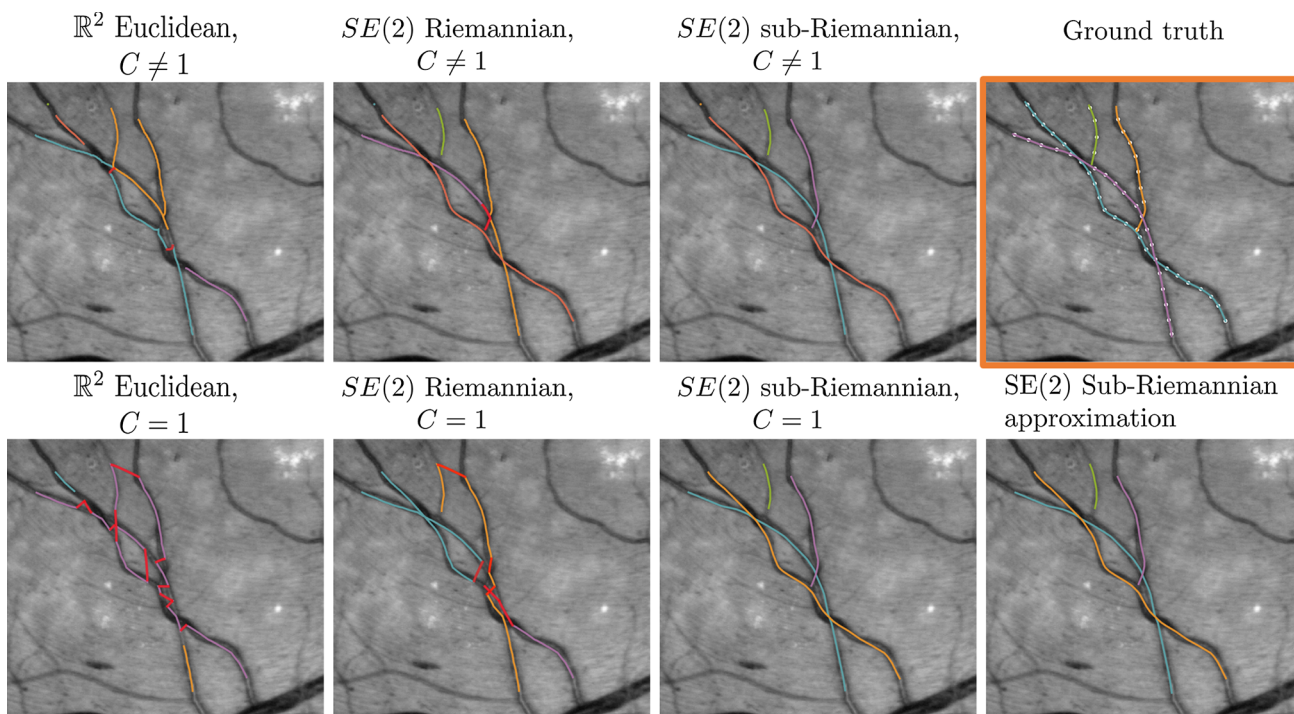 ℝ² Euclidean,
C ≠ 1
SE(2) Riemannian,
C ≠ 1
SE(2) sub-Riemannian,
C ≠ 1
Ground truth
ℝ² Euclidean,
C = 1
SE(2) Riemannian,
C = 1
SE(2) sub-Riemannian,
C = 1
SE(2) Sub-Riemannian
approximation